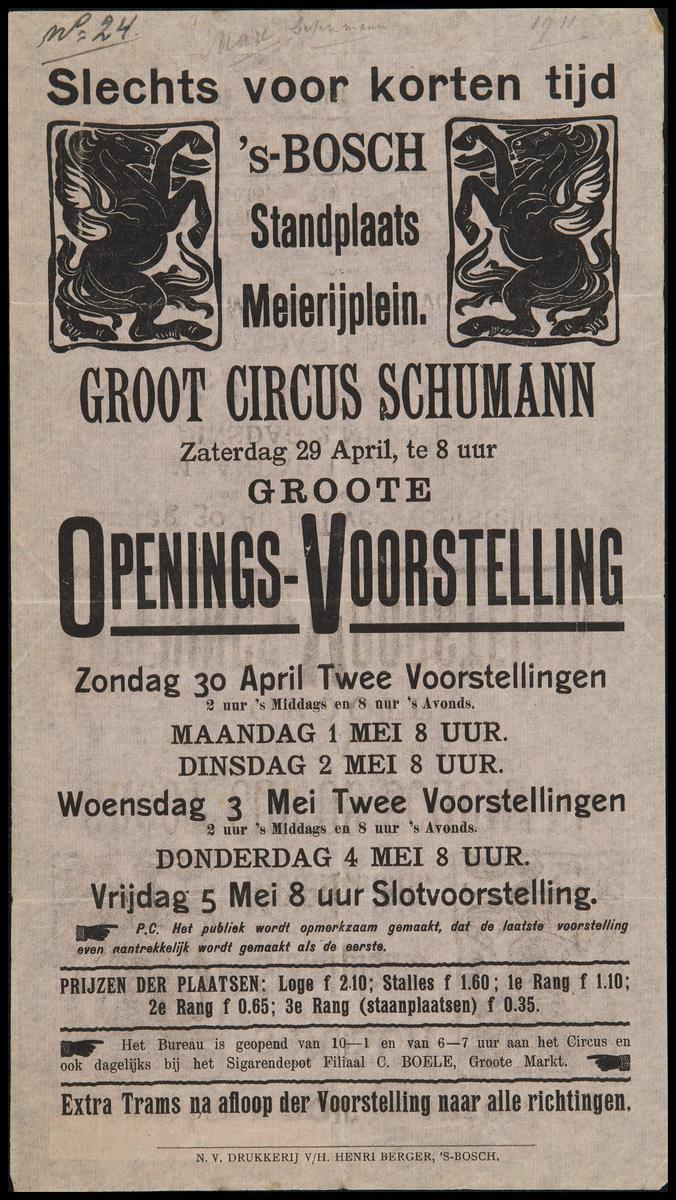 No= 24.
1911
Slechts voor korten tijd
's-BOSCH
Standplaats
Meierijplein.
GROOT CIRCUS SCHUMANN
Zaterdag 29 April, te 8 uur
GROOTE
OPENINGS-VOORSTELLING
Zondag 30 April Twee Voorstellingen
2 uur 's Middags en 8 nur 's Avonds.
MAANDAG 1 MEI 8 UUR.
DINSDAG 2 MEI 8 UUR.
Woensdag 3 Mei Twee Voorstellingen
2 uur 's Middags en 8 uur 's Avonds.
DONDERDAG 4 MEI 8 UUR.
Vrijdag 5 Mei 8 uur Slotvoorstelling.
P.C. Het publiek wordt opmerkzaam gemaakt, dat de laatste voorstelling
even aantrekkelijk wordt gemaakt als de eerste.
PRIJZEN DER PLAATSEN: Loge f 2.10; Stalles f 1.60; 1e Rang f 1.10;
2e Rang f 0.65; 3e Rang (staanplaatsen) f 0.35.
Het Bureau is geopend van 10—1 en van 6—7 uur aan het Circus en
ook dagelijks bij het Sigarendepot Filiaal C. BOELE, Groote Markt.
Extra Trams na afloop der Voorstelling naar alle richtingen.
N. V. DRUKKERIJ V/H. HENRI BERGER, 'S-BOSCH.